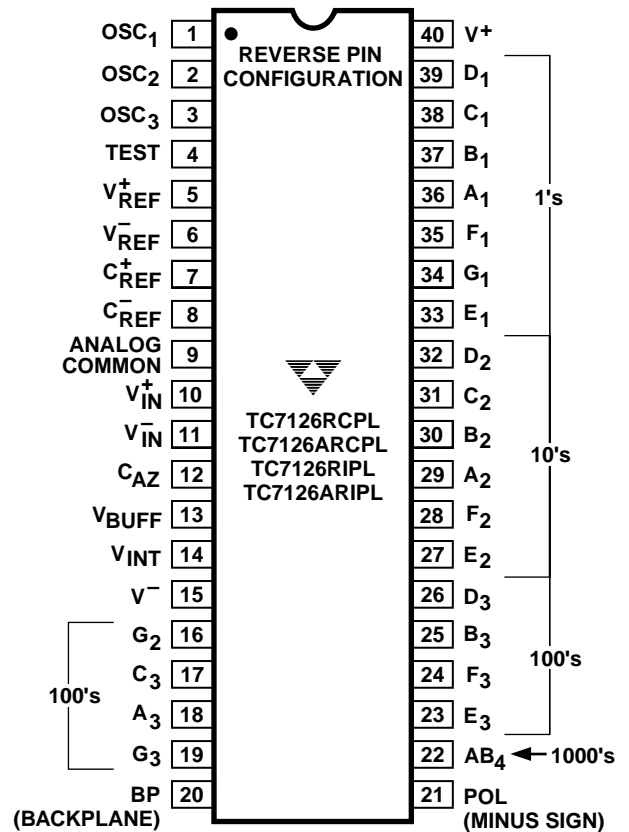 REVERSE PIN
CONFIGURATION
OSC1 1
OSC2 2
OSC3 3
TEST 4
V+REF 5
V−REF 6
C+REF 7
C−REF 8
ANALOG
COMMON 9
V+IN 10
V−IN 11
CAZ 12
VBUFF 13
VINT 14
V− 15
G2 16
C3 17
100's
A3 18
G3 19
BP 20
(BACKPLANE)
TC7126RCPL
TC7126ARCPL
TC7126RIPL
TC7126ARIPL
40 V+
39 D1
38 C1
37 B1
36 A1
1's
35 F1
34 G1
33 E1
32 D2
31 C2
30 B2
10's
29 A2
28 F2
27 E2
26 D3
25 B3
100's
24 F3
23 E3
22 AB4 1000's
21 POL
(MINUS SIGN)